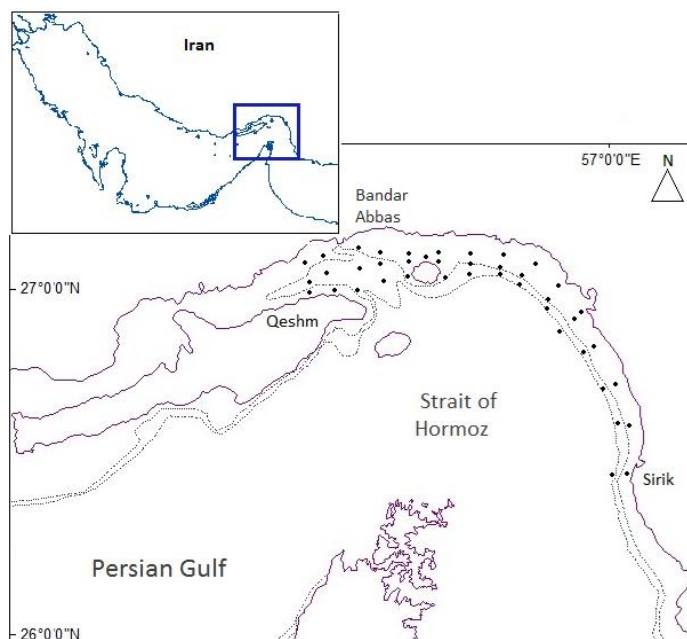 Iran
57°0'0"E
N
Bandar
Abbas
27°0'0"N
Qeshm
Strait of
Hormoz
Sirik
Persian Gulf
26°0'0"N